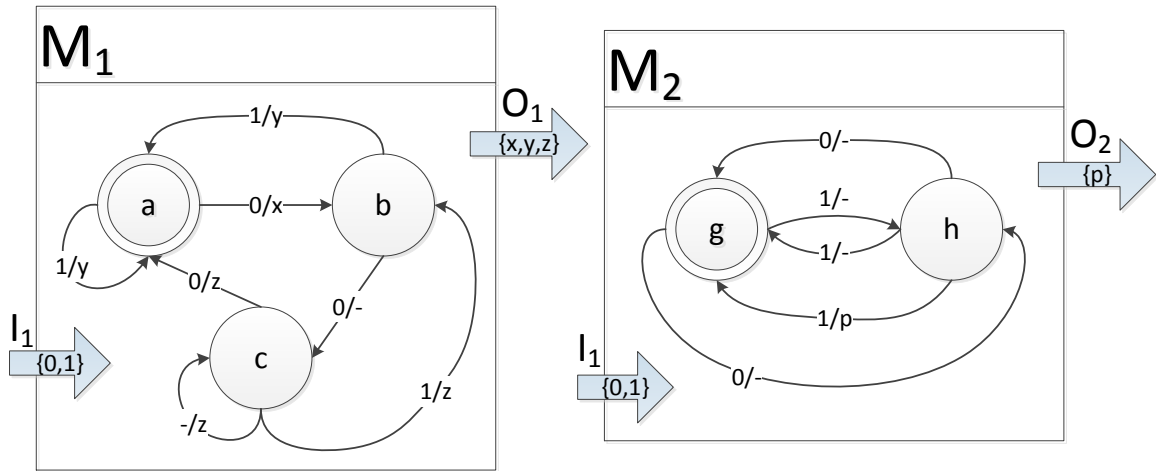 M1
1/y
a
0/x
b
1/y
0/z
0/-
c
-/z
1/z
I1
{0,1}
O1
{x,y,z}
M2
0/-
g
1/-
1/-
h
1/p
0/-
I1
{0,1}
O2
{p}